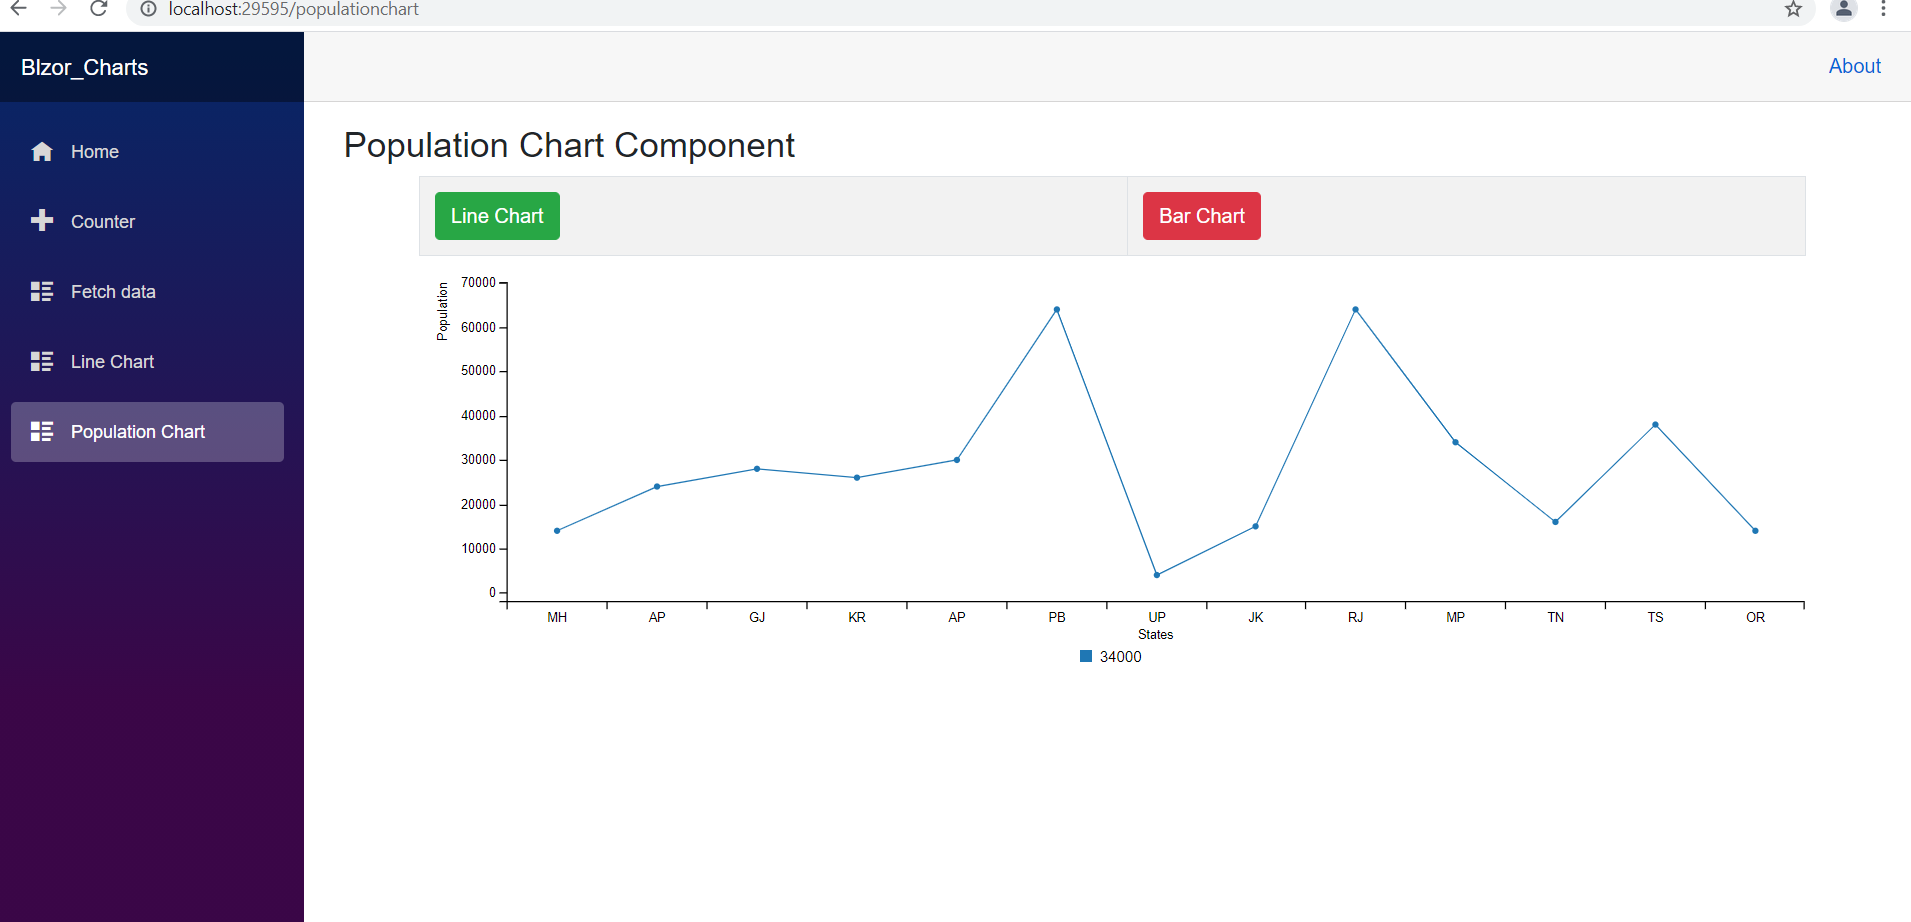 localhost:29595/populationchart
Blzor_Charts
About
Home
Counter
Fetch data
Line Chart
Population Chart
Population Chart Component
Line Chart
Bar Chart
Population
70000
60000
50000
40000
30000
20000
10000
0
MH AP GJ KR AP PB UP JK RJ MP TN TS OR
States
34000